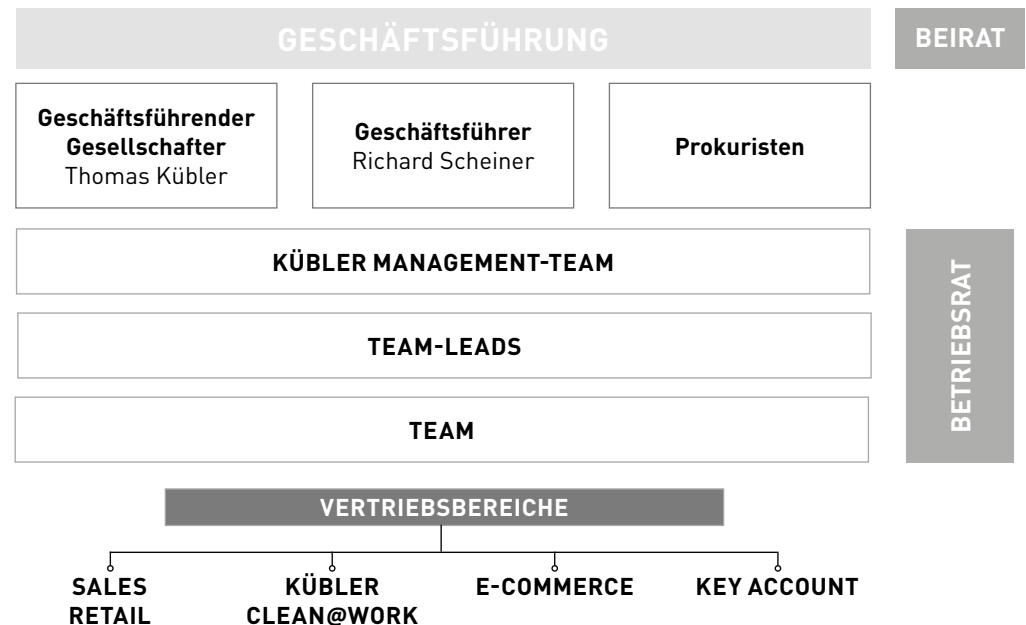 GESCHÄFTSFÜHRUNG
BEIRAT
Geschäftsführender
Gesellschafter
Thomas Kübler
Geschäftsführer
Richard Scheiner
Prokuristen
KÜBLER MANAGEMENT-TEAM
TEAM-LEADS
TEAM
BETRIEBSRAT
VERTRIEBSBEREICHE
SALES
RETAIL
KÜBLER
CLEAN@WORK
E-COMMERCE
KEY ACCOUNT